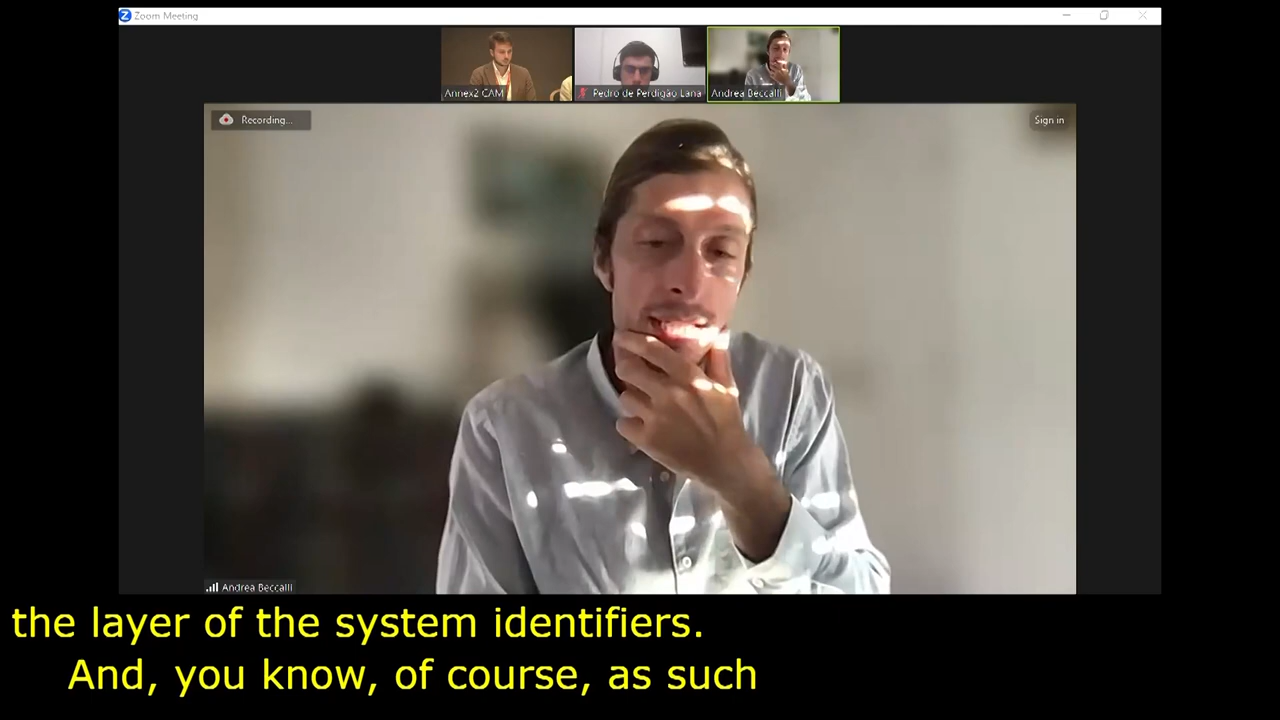 Zoom Meeting
Annex2 CAM
Pedro de Perdigão Lana
Andrea Beccalli
Recording...
Sign in
Andrea Beccalli
the layer of the system identifiers.
And, you know, of course, as such